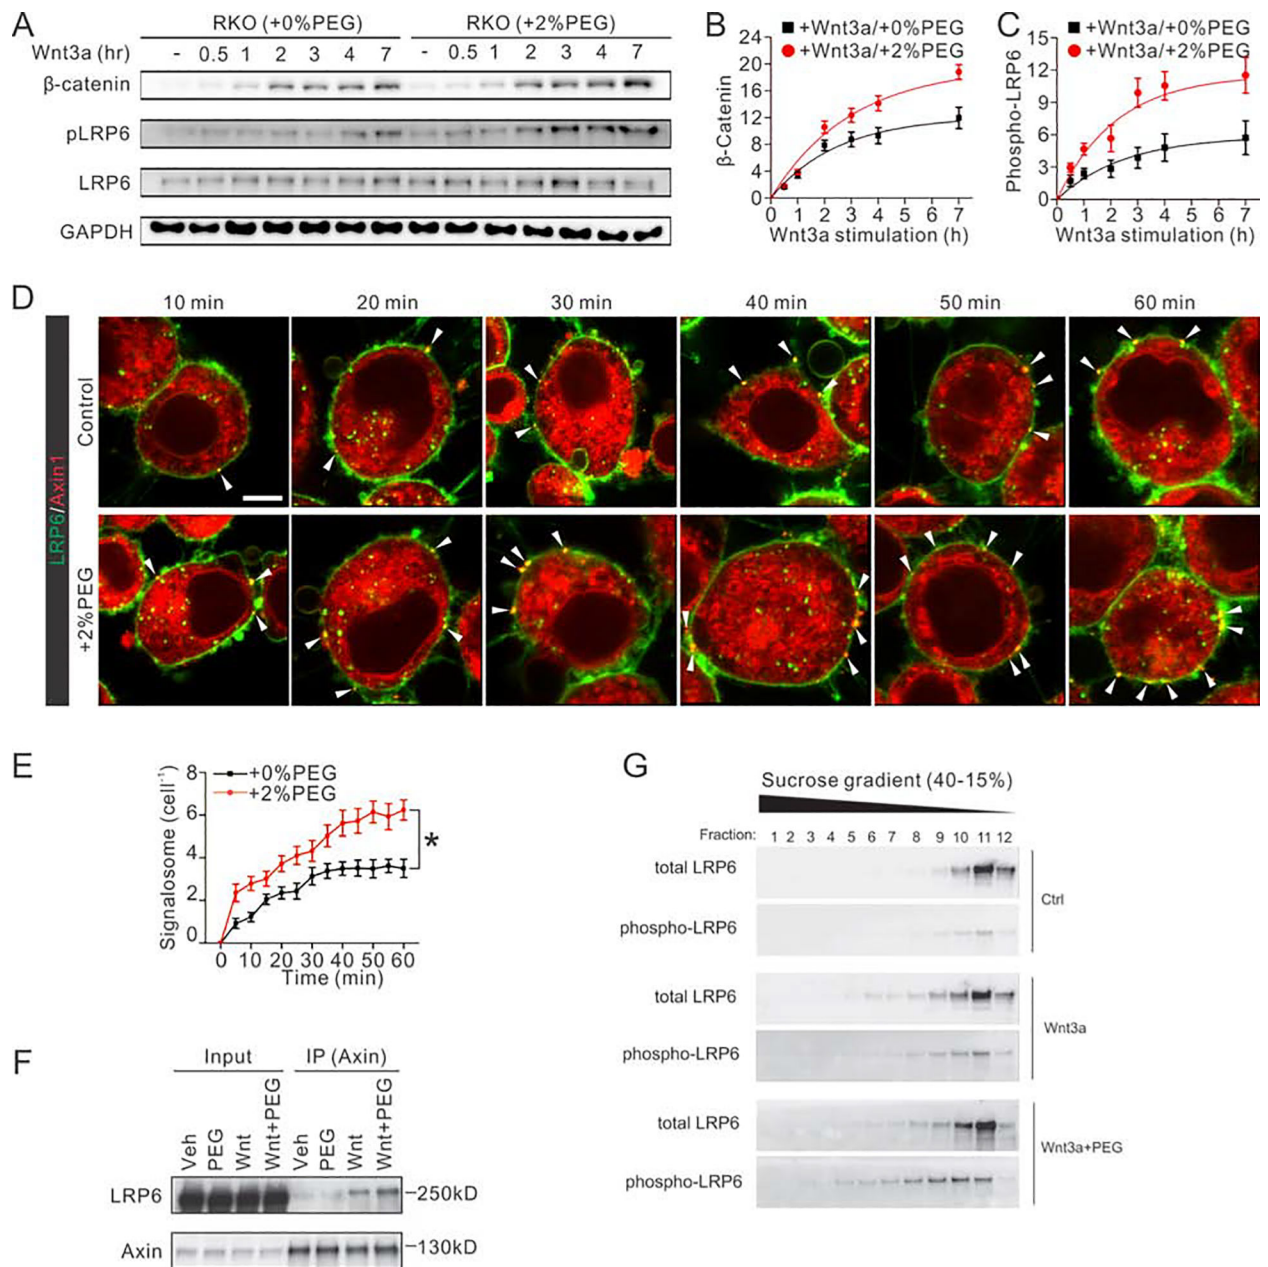 A
RKO (+0%PEG) RKO (+2%PEG)
Wnt3a (hr) - 0.5 1 2 3 4 7 - 0.5 1 2 3 4 7
β-catenin
pLRP6
LRP6
GAPDH
B
+Wnt3a/+0%PEG
+Wnt3a/+2%PEG
β-Catenin
24
20
16
12
8
4
0
0 1 2 3 4 5 6 7
Wnt3a stimulation (h)
C
+Wnt3a/+0%PEG
+Wnt3a/+2%PEG
Phospho-LRP6
15
12
9
6
3
0
0 1 2 3 4 5 6 7
Wnt3a stimulation (h)
D
10 min 20 min 30 min 40 min 50 min 60 min
LRP6/Axin1
Control
+2%PEG
E
+0%PEG
+2%PEG
Signalosome (cell⁻¹)
8
6
4
2
0
0 10 20 30 40 50 60
Time (min)
*
F
Input IP (Axin)
Veh PEG Wnt Wnt+PEG Veh PEG Wnt Wnt+PEG
LRP6 -250kD
Axin -130kD
G
Sucrose gradient (40-15%)
Fraction: 1 2 3 4 5 6 7 8 9 10 11 12
total LRP6
phospho-LRP6
Ctrl
total LRP6
phospho-LRP6
Wnt3a
total LRP6
phospho-LRP6
Wnt3a+PEG